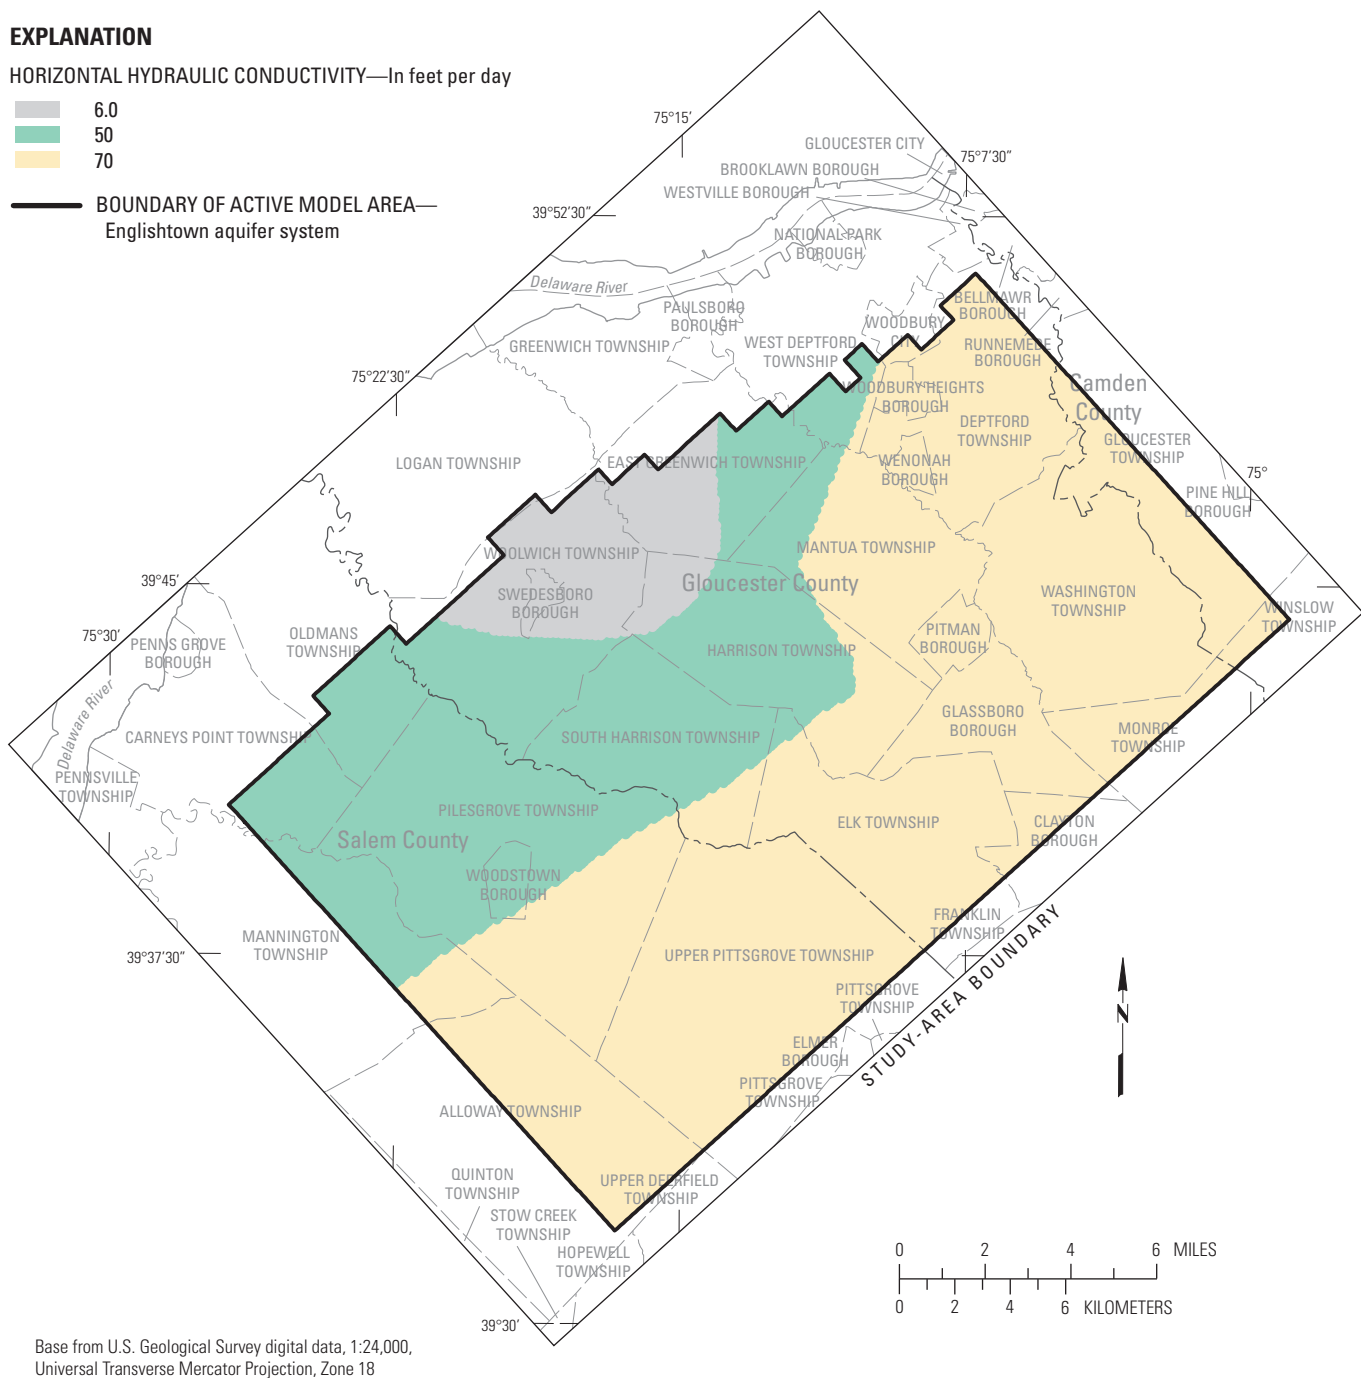 EXPLANATION
HORIZONTAL HYDRAULIC CONDUCTIVITY—In feet per day
6.0
50
70
BOUNDARY OF ACTIVE MODEL AREA—
Englishtown aquifer system
75°15′
GLOUCESTER CITY
75°7′30″
BROOKLAWN BOROUGH
WESTVILLE BOROUGH
39°52′30″
NATIONAL PARK
BOROUGH
Delaware River
PAULSBORO
BOROUGH
BELLMAWR
BOROUGH
WOODBURY
CITY
GREENWICH TOWNSHIP
WEST DEPTFORD
TOWNSHIP
RUNNEMEDE
BOROUGH
75°22′30″
WOODBURY HEIGHTS
BOROUGH
Camden
County
DEPTFORD
TOWNSHIP
GLOUCESTER
TOWNSHIP
LOGAN TOWNSHIP
EAST GREENWICH TOWNSHIP
WENONAH
BOROUGH
75°
PINE HILL
BOROUGH
WOOLWICH TOWNSHIP
MANTUA TOWNSHIP
39°45′
Gloucester County
SWEDESBORO
BOROUGH
WASHINGTON
TOWNSHIP
WINSLOW
TOWNSHIP
75°30′
PENNS GROVE
BOROUGH
OLDMANS
TOWNSHIP
HARRISON TOWNSHIP
PITMAN
BOROUGH
Delaware River
CARNEYS POINT TOWNSHIP
SOUTH HARRISON TOWNSHIP
GLASSBORO
BOROUGH
MONROE
TOWNSHIP
PENNSVILLE
TOWNSHIP
PILESGROVE TOWNSHIP
ELK TOWNSHIP
CLAYTON
BOROUGH
Salem County
WOODSTOWN
BOROUGH
FRANKLIN
TOWNSHIP
MANNINGTON
TOWNSHIP
39°37′30″
UPPER PITTSGROVE TOWNSHIP
PITTSGROVE
TOWNSHIP
STUDY-AREA BOUNDARY
N
ELMER
BOROUGH
PITTSGROVE
TOWNSHIP
ALLOWAY TOWNSHIP
QUINTON
TOWNSHIP
UPPER DEERFIELD
TOWNSHIP
STOW CREEK
TOWNSHIP
HOPEWELL
TOWNSHIP
0 2 4 6 MILES
0 2 4 6 KILOMETERS
39°30′
Base from U.S. Geological Survey digital data, 1:24,000,
Universal Transverse Mercator Projection, Zone 18